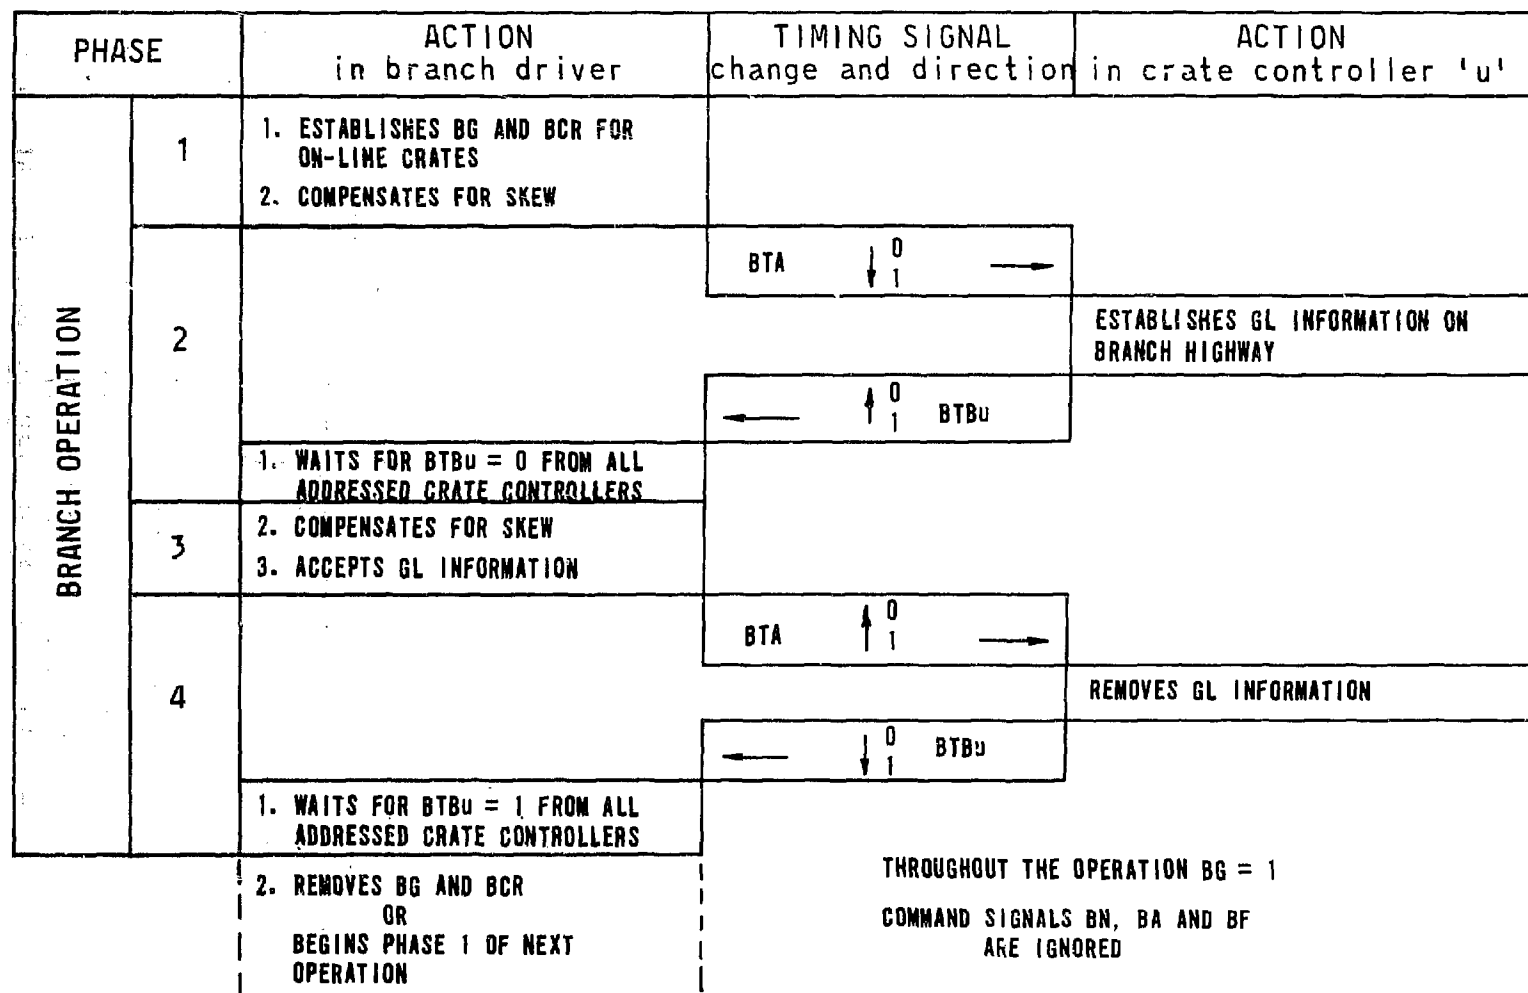 PHASE
ACTION
in branch driver
TIMING SIGNAL
change and direction
ACTION
in crate controller 'u'
BRANCH OPERATION
1
1. ESTABLISHES BG AND BCR FOR
ON-LINE CRATES
2. COMPENSATES FOR SKEW
2
BTA
0
1
ESTABLISHES GL INFORMATION ON
BRANCH HIGHWAY
0
1
BTBu
1. WAITS FOR BTBu = 0 FROM ALL
ADDRESSED CRATE CONTROLLERS
3
2. COMPENSATES FOR SKEW
3. ACCEPTS GL INFORMATION
4
BTA
0
1
REMOVES GL INFORMATION
0
1
BTBu
1. WAITS FOR BTBu = 1 FROM ALL
ADDRESSED CRATE CONTROLLERS
2. REMOVES BG AND BCR
OR
BEGINS PHASE 1 OF NEXT
OPERATION
THROUGHOUT THE OPERATION BG = 1
COMMAND SIGNALS BN, BA AND BF
ARE IGNORED